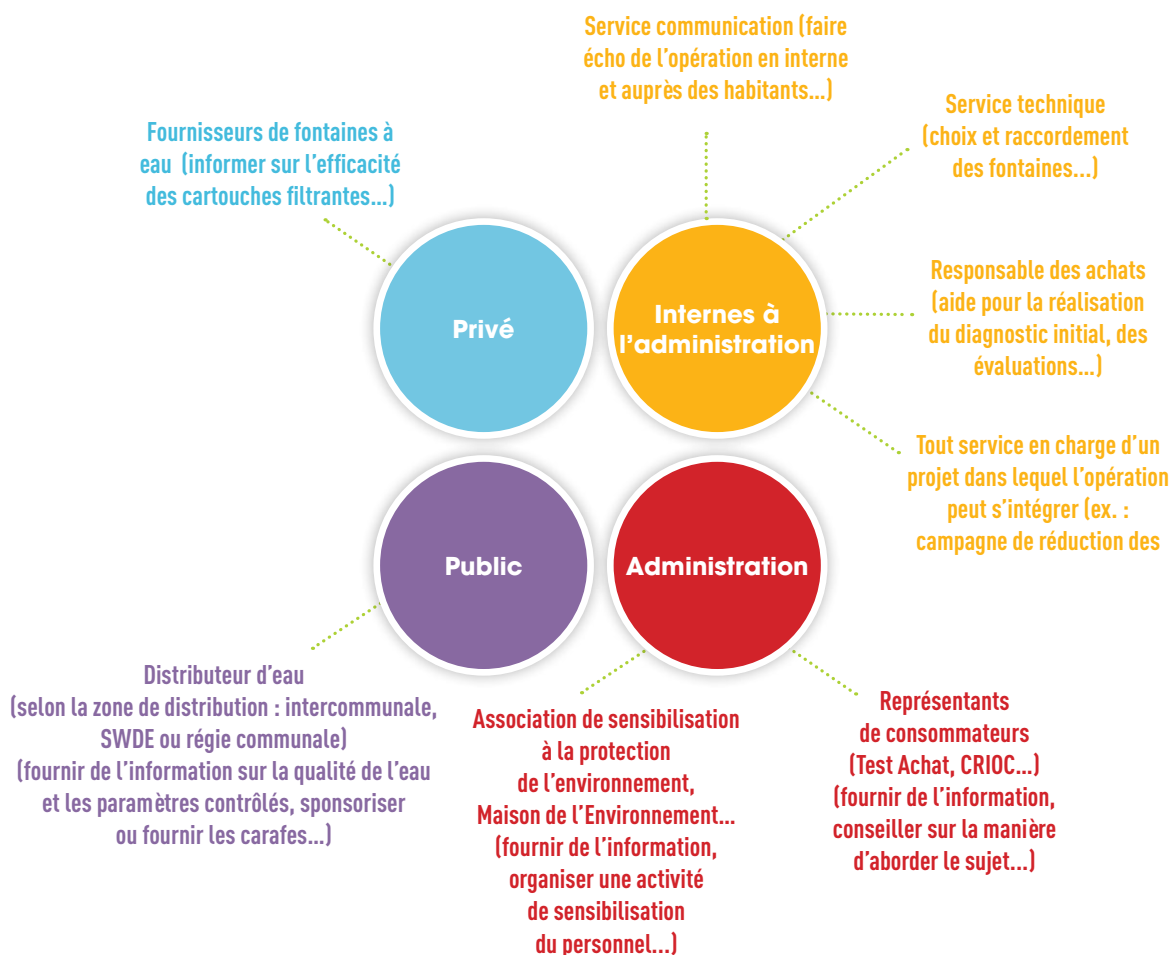 Service communication (faire
écho de l’opération en interne
et auprès des habitants...)
Service technique
(choix et raccordement
des fontaines...)
Fournisseurs de fontaines à
eau (informer sur l’efficacité
des cartouches filtrantes...)
Responsable des achats
(aide pour la réalisation
du diagnostic initial, des
évaluations...)
Privé
Internes à
l’administration
Tout service en charge d’un
projet dans lequel l’opération
peut s’intégrer (ex. :
campagne de réduction des
Public
Administration
Distributeur d’eau
(selon la zone de distribution : intercommunale,
SWDE ou régie communale)
(fournir de l’information sur la qualité de l’eau
et les paramètres contrôlés, sponsoriser
ou fournir les carafes...)
Association de sensibilisation
à la protection
de l’environnement,
Maison de l’Environnement...
(fournir de l’information,
organiser une activité
de sensibilisation
du personnel...)
Représentants
de consommateurs
(Test Achat, CRIOC...)
(fournir de l’information,
conseiller sur la manière
d’aborder le sujet...)